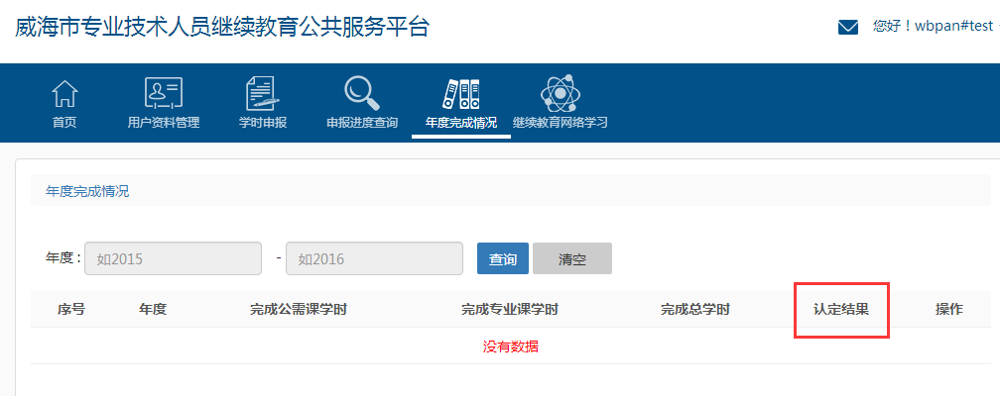 威海市专业技术人员继续教育公共服务平台
您好！wbpan#test
首页 用户资料管理 学时申报 申报进度查询 年度完成情况 继续教育网络学习
年度完成情况
年度： 如2015 - 如2016 查询 清空
序号 年度 完成公需课学时 完成专业课学时 完成总学时 认定结果 操作
没有数据